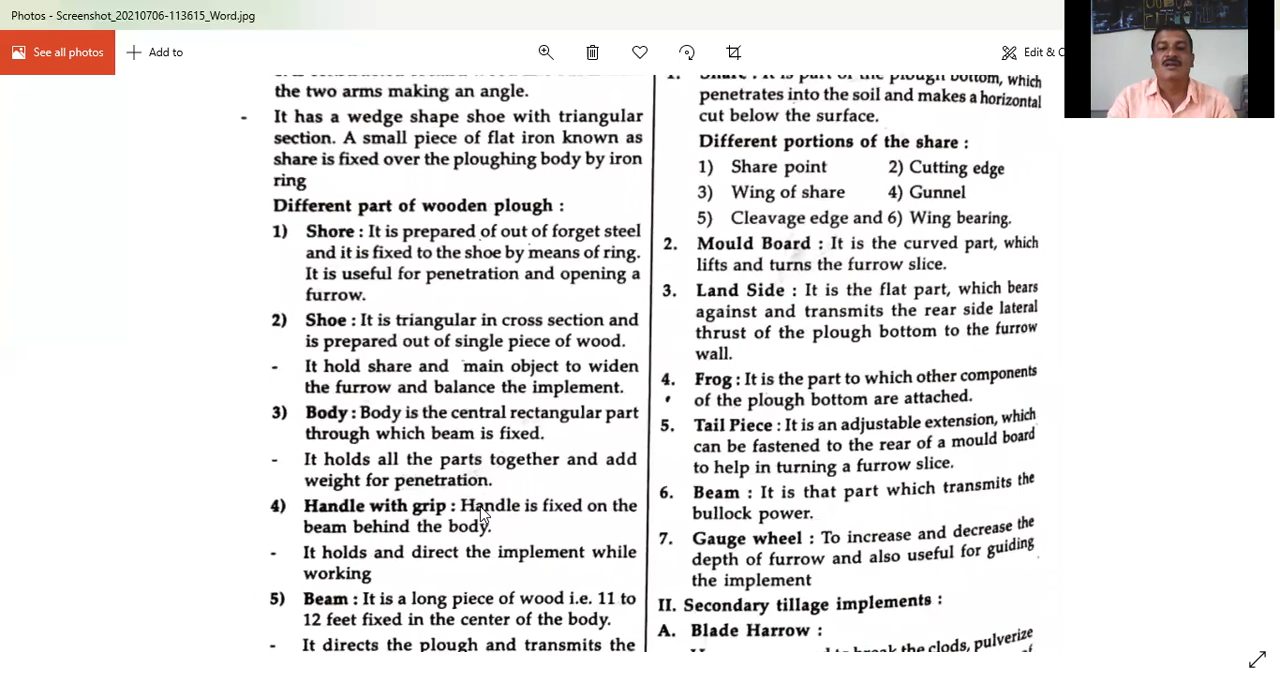 Photos - Screenshot_20210706-113615_Word.jpg
See all photos
Add to
Edit & C
the two arms making an angle.
- It has a wedge shape shoe with triangular
section. A small piece of flat iron known as
share is fixed over the ploughing body by iron
ring
Different part of wooden plough :
1) Shore : It is prepared of out of forget steel
and it is fixed to the shoe by means of ring.
It is useful for penetration and opening a
furrow.
2) Shoe : It is triangular in cross section and
is prepared out of single piece of wood.
- It hold share and main object to widen
the furrow and balance the implement.
3) Body : Body is the central rectangular part
through which beam is fixed.
- It holds all the parts together and add
weight for penetration.
4) Handle with grip : Handle is fixed on the
beam behind the body.
- It holds and direct the implement while
working
5) Beam : It is a long piece of wood i.e. 11 to
12 feet fixed in the center of the body.
- It directs the plough and transmits the
1. Share : It is part of the plough bottom, which
penetrates into the soil and makes a horizontal
cut below the surface.
Different portions of the share :
1) Share point 2) Cutting edge
3) Wing of share 4) Gunnel
5) Cleavage edge and 6) Wing bearing.
2. Mould Board : It is the curved part, which
lifts and turns the furrow slice.
3. Land Side : It is the flat part, which bears
against and transmits the rear side lateral
thrust of the plough bottom to the furrow
wall.
4. Frog : It is the part to which other components
of the plough bottom are attached.
5. Tail Piece : It is an adjustable extension, which
can be fastened to the rear of a mould board
to help in turning a furrow slice.
6. Beam : It is that part which transmits the
bullock power.
7. Gauge wheel : To increase and decrease the
depth of furrow and also useful for guiding
the implement
II. Secondary tillage implements :
A. Blade Harrow :
to break the clods, pulverize